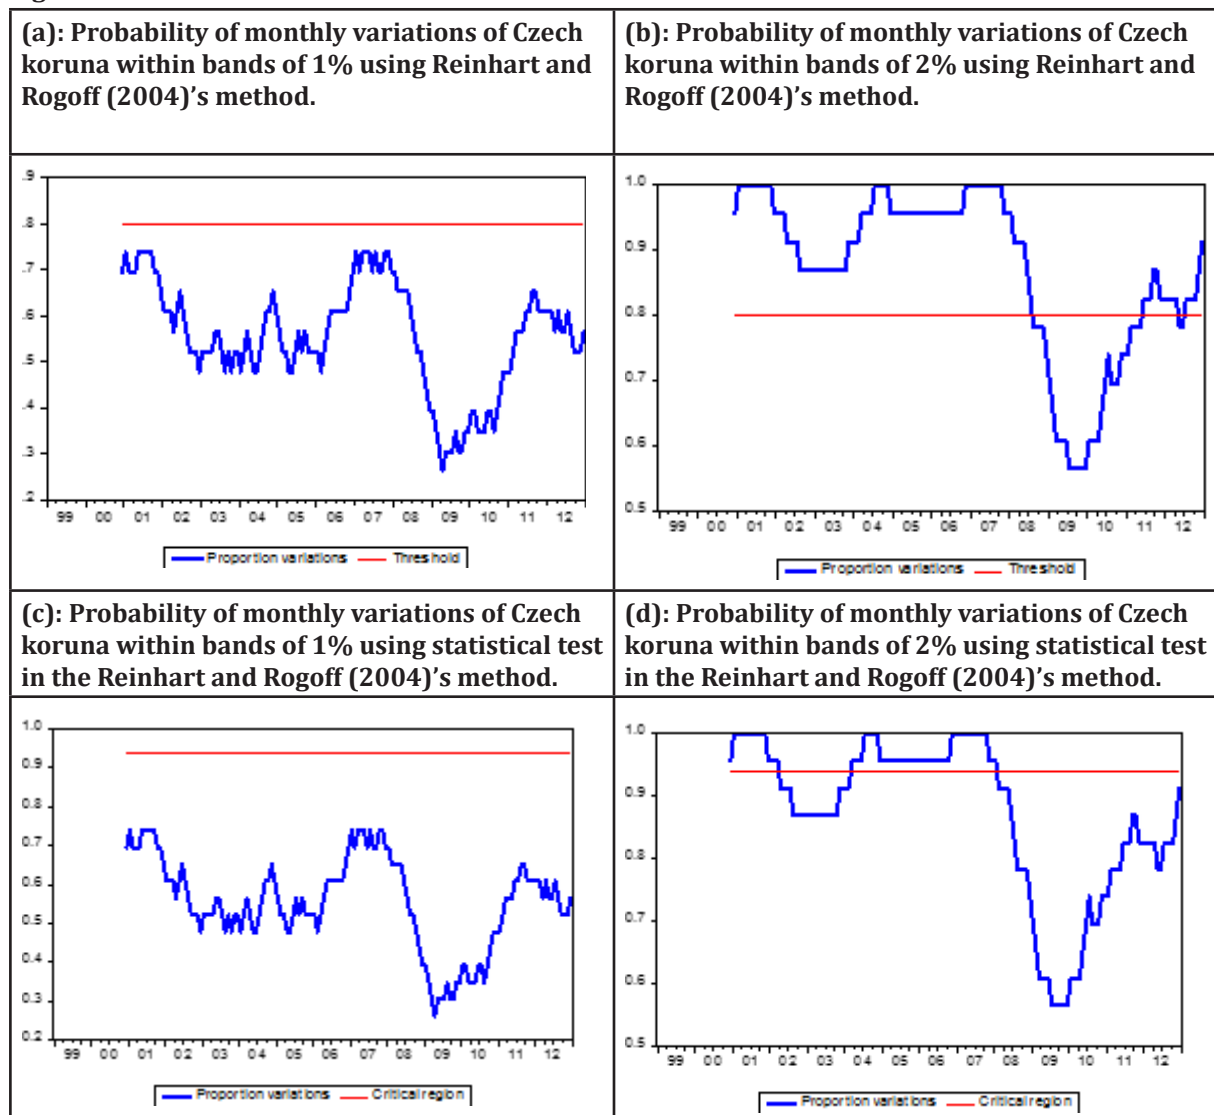 (a): Probability of monthly variations of Czech
koruna within bands of 1% using Reinhart and
Rogoff (2004)'s method.
(b): Probability of monthly variations of Czech
koruna within bands of 2% using Reinhart and
Rogoff (2004)'s method.
.9
.8
.7
.6
.5
.4
.3
.2
99 00 01 02 03 04 05 06 07 08 09 10 11 12
Proportion variations Threshold
1.0
0.9
0.8
0.7
0.6
0.5
99 00 01 02 03 04 05 06 07 08 09 10 11 12
Proportion variations Threshold
(c): Probability of monthly variations of Czech
koruna within bands of 1% using statistical test
in the Reinhart and Rogoff (2004)'s method.
(d): Probability of monthly variations of Czech
koruna within bands of 2% using statistical test
in the Reinhart and Rogoff (2004)'s method.
1.0
0.9
0.8
0.7
0.6
0.5
0.4
0.3
0.2
99 00 01 02 03 04 05 06 07 08 09 10 11 12
Proportion variations Critical region
1.0
0.9
0.8
0.7
0.6
0.5
99 00 01 02 03 04 05 06 07 08 09 10 11 12
Proportion variations Critical region